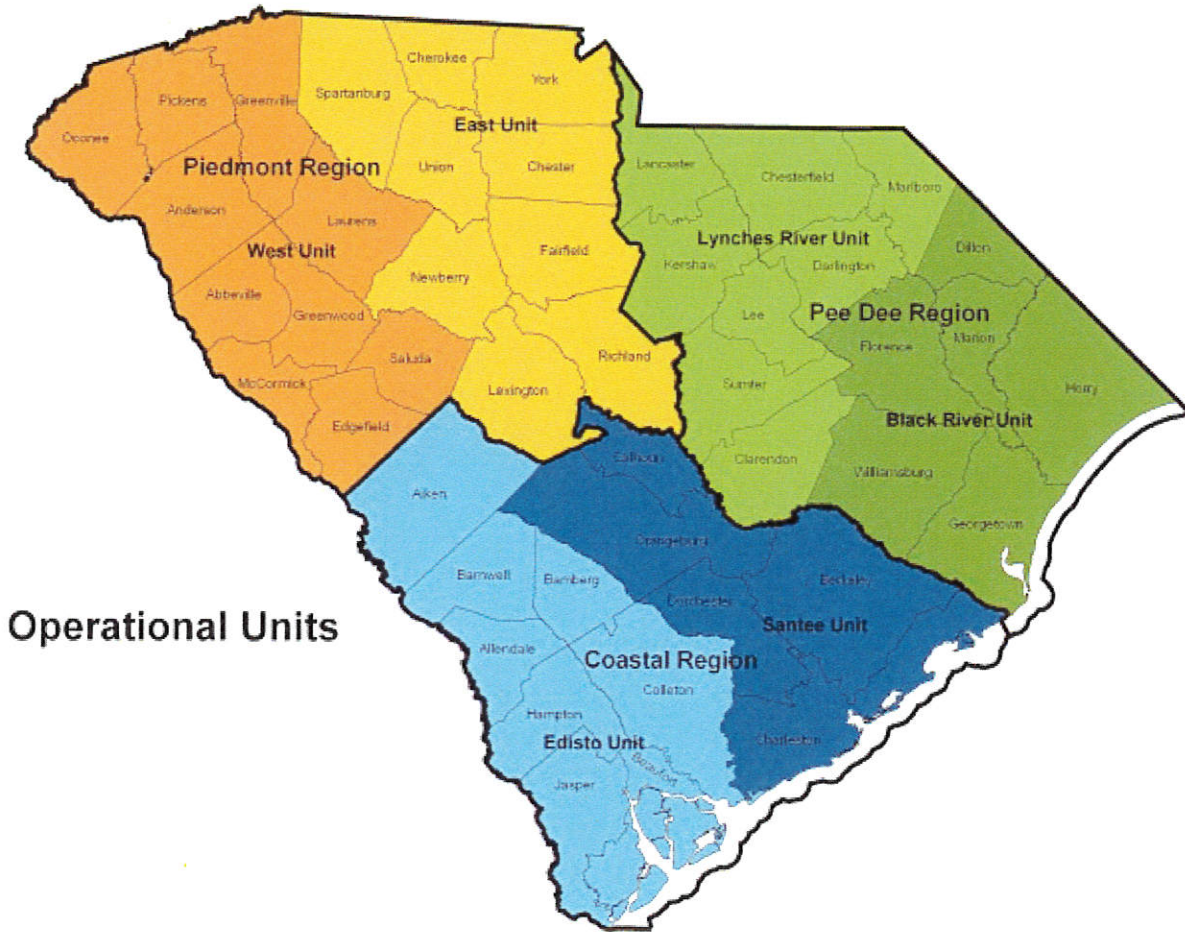 Cherokee
York
Spartanburg
Pickens
Greenville
East Unit
Oconee
Union
Chester
Piedmont Region
Lancaster
Chesterfield
Marlboro
Anderson
Laurens
West Unit
Lynches River Unit
Dillon
Fairfield
Newberry
Kershaw
Darlington
Abbeville
Greenwood
Lee
Pee Dee Region
Florence
Marion
Saluda
Richland
McCormick
Lexington
Sumter
Horry
Edgefield
Black River Unit
Calhoun
Clarendon
Williamsburg
Aiken
Georgetown
Orangeburg
Barnwell
Bamberg
Berkeley
Dorchester
Operational Units
Santee Unit
Allendale
Coastal Region
Colleton
Hampton
Edisto Unit
Charleston
Beaufort
Jasper